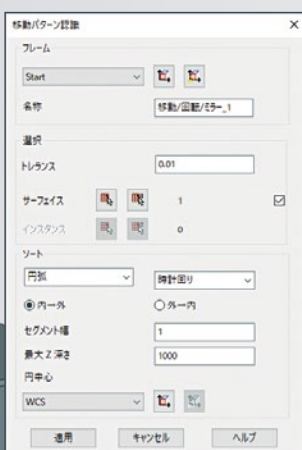 移動パターン認識
フレーム
Start
名称 移動/回転/ミラー_1
選択
トレランス 0.01
サーフェイス 1
インスタンス 0
ソート
円弧 時計回り
内ー外 外ー内
セグメント幅 1
最大 Z 深さ 1000
円中心
WCS
適用 キャンセル ヘルプ